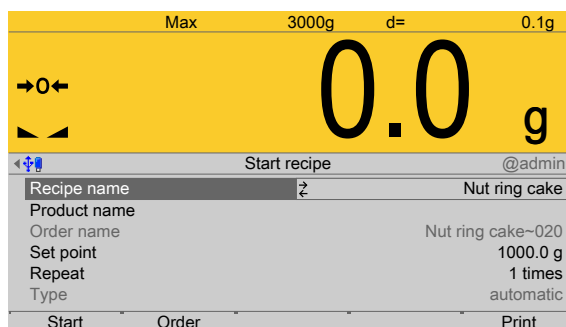 Max 3000g d= 0.1g
→0← 0.0 g
Start recipe @admin
Recipe name Nut ring cake
Product name
Order name Nut ring cake~020
Set point 1000.0 g
Repeat 1 times
Type automatic
Start Order Print